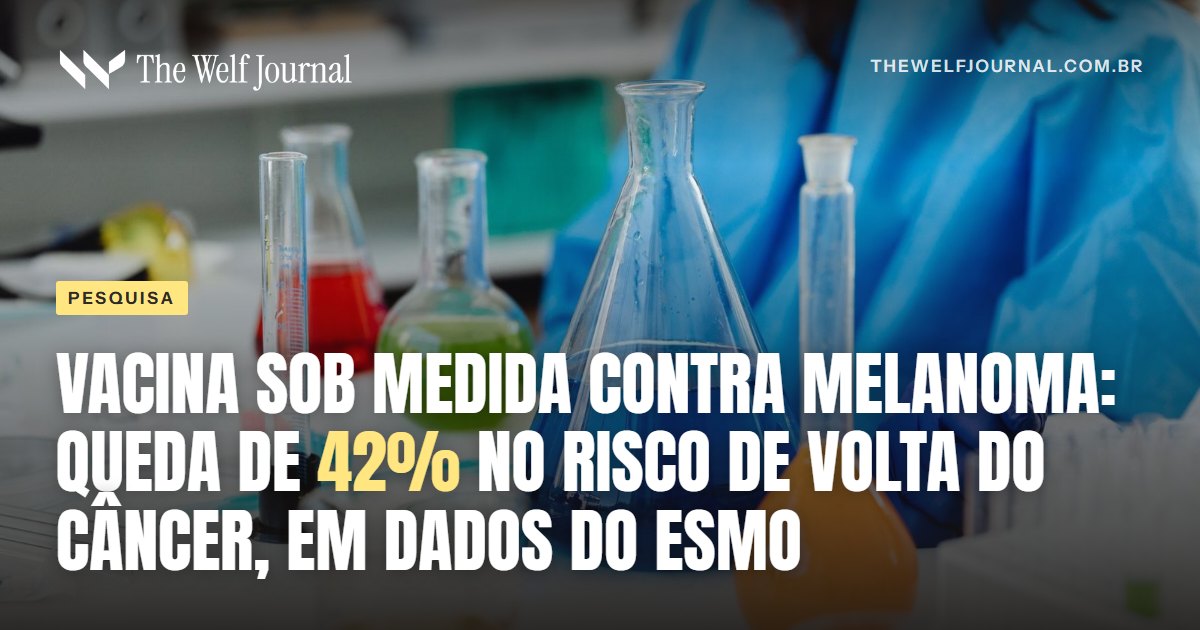 The Welf Journal
THEWELFJOURNAL.COM.BR
PESQUISA
VACINA SOB MEDIDA CONTRA MELANOMA:
QUEDA DE 42% NO RISCO DE VOLTA DO
CÂNCER, EM DADOS DO ESMO